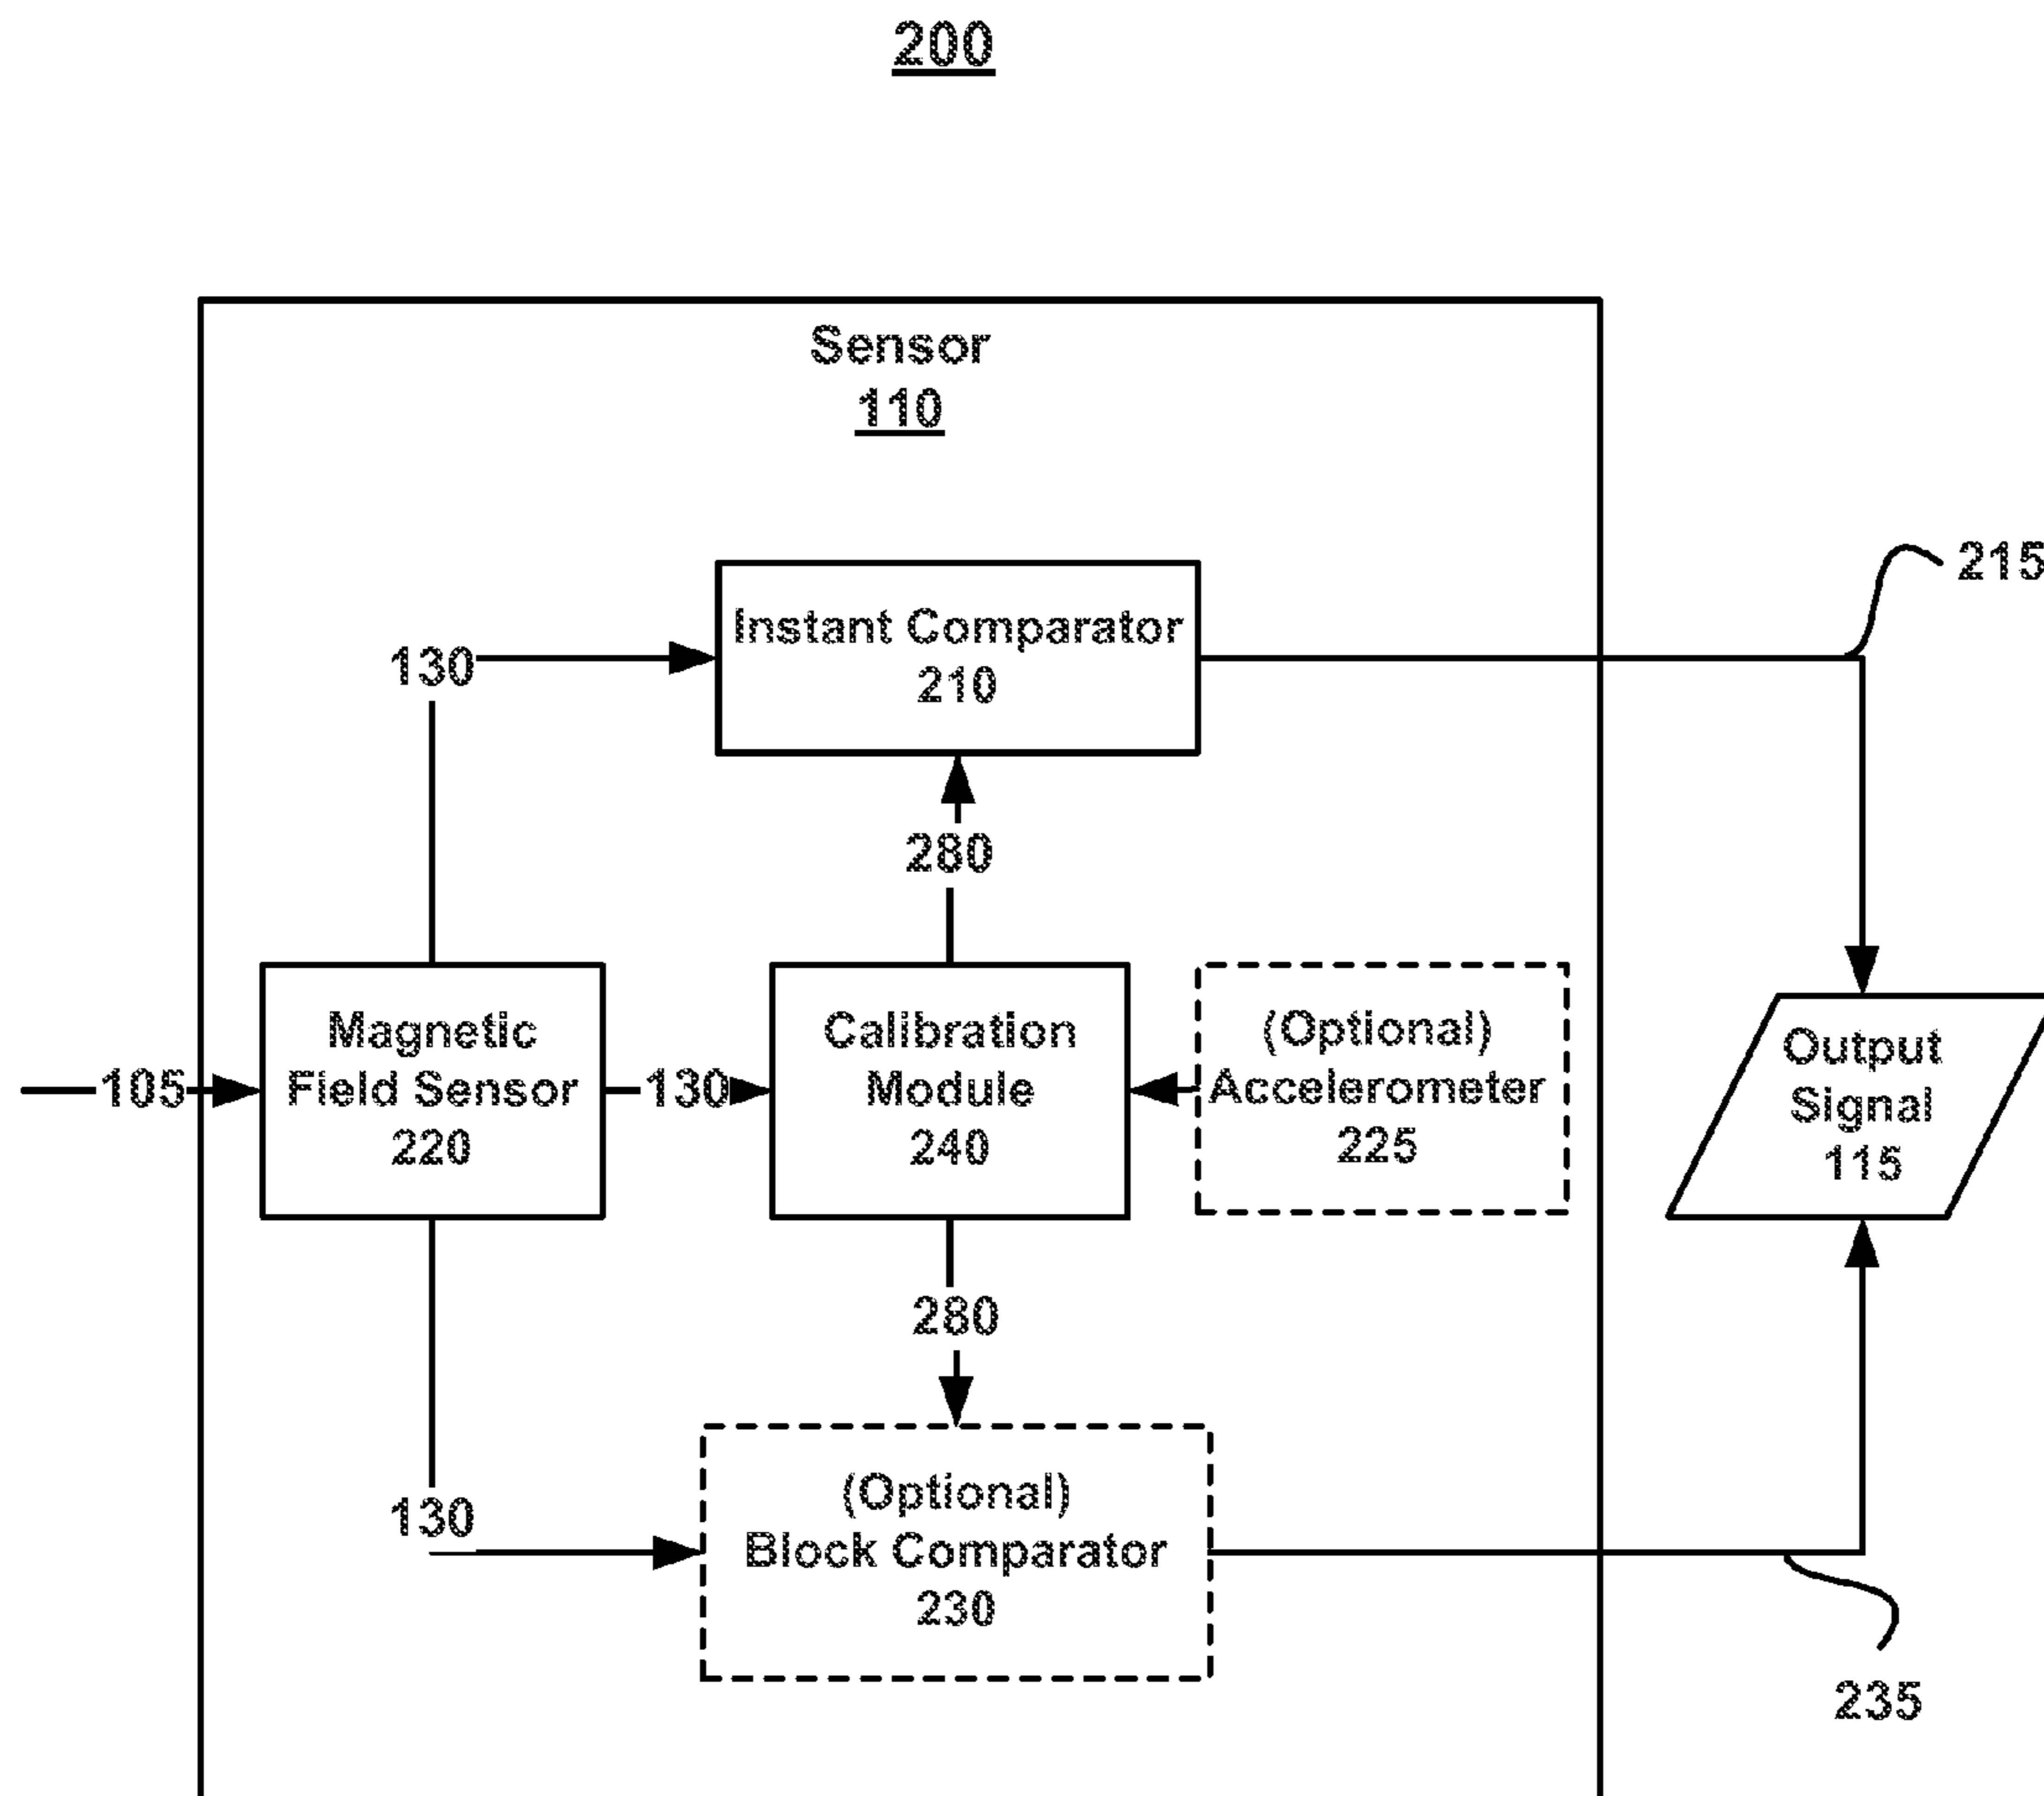 200
Sensor
110
215
Instant Comparator
210
130
280
Magnetic
Field Sensor
220
105
130
Calibration
Module
240
(Optional)
Accelerometer
225
Output
Signal
115
280
130
(Optional)
Block Comparator
230
235